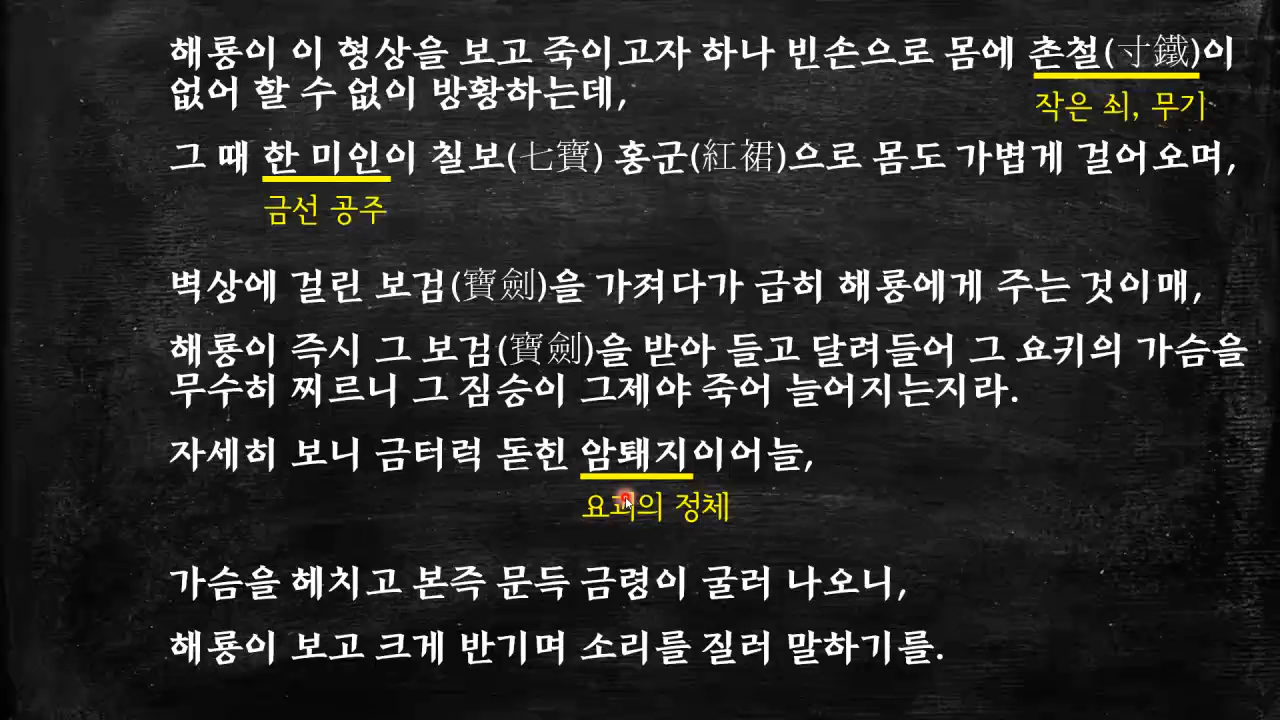 해룡이 이 형상을 보고 죽이고자 하나 빈손으로 몸에 촌철(寸鐵)이
작은 쇠, 무기
없어 할 수 없이 방황하는데,
그 때 한 미인이 칠보(七寶) 홍군(紅裙)으로 몸도 가볍게 걸어오며,
금선 공주
벽상에 걸린 보검(寶劍)을 가져다가 급히 해룡에게 주는 것이매,
해룡이 즉시 그 보검(寶劍)을 받아 들고 달려들어 그 요키의 가슴을
무수히 찌르니 그 짐승이 그제야 죽어 늘어지는지라.
자세히 보니 금터럭 돋힌 암퇘지이어늘,
요괴의 정체
가슴을 헤치고 본즉 문득 금령이 굴러 나오니,
해룡이 보고 크게 반기며 소리를 질러 말하기를.